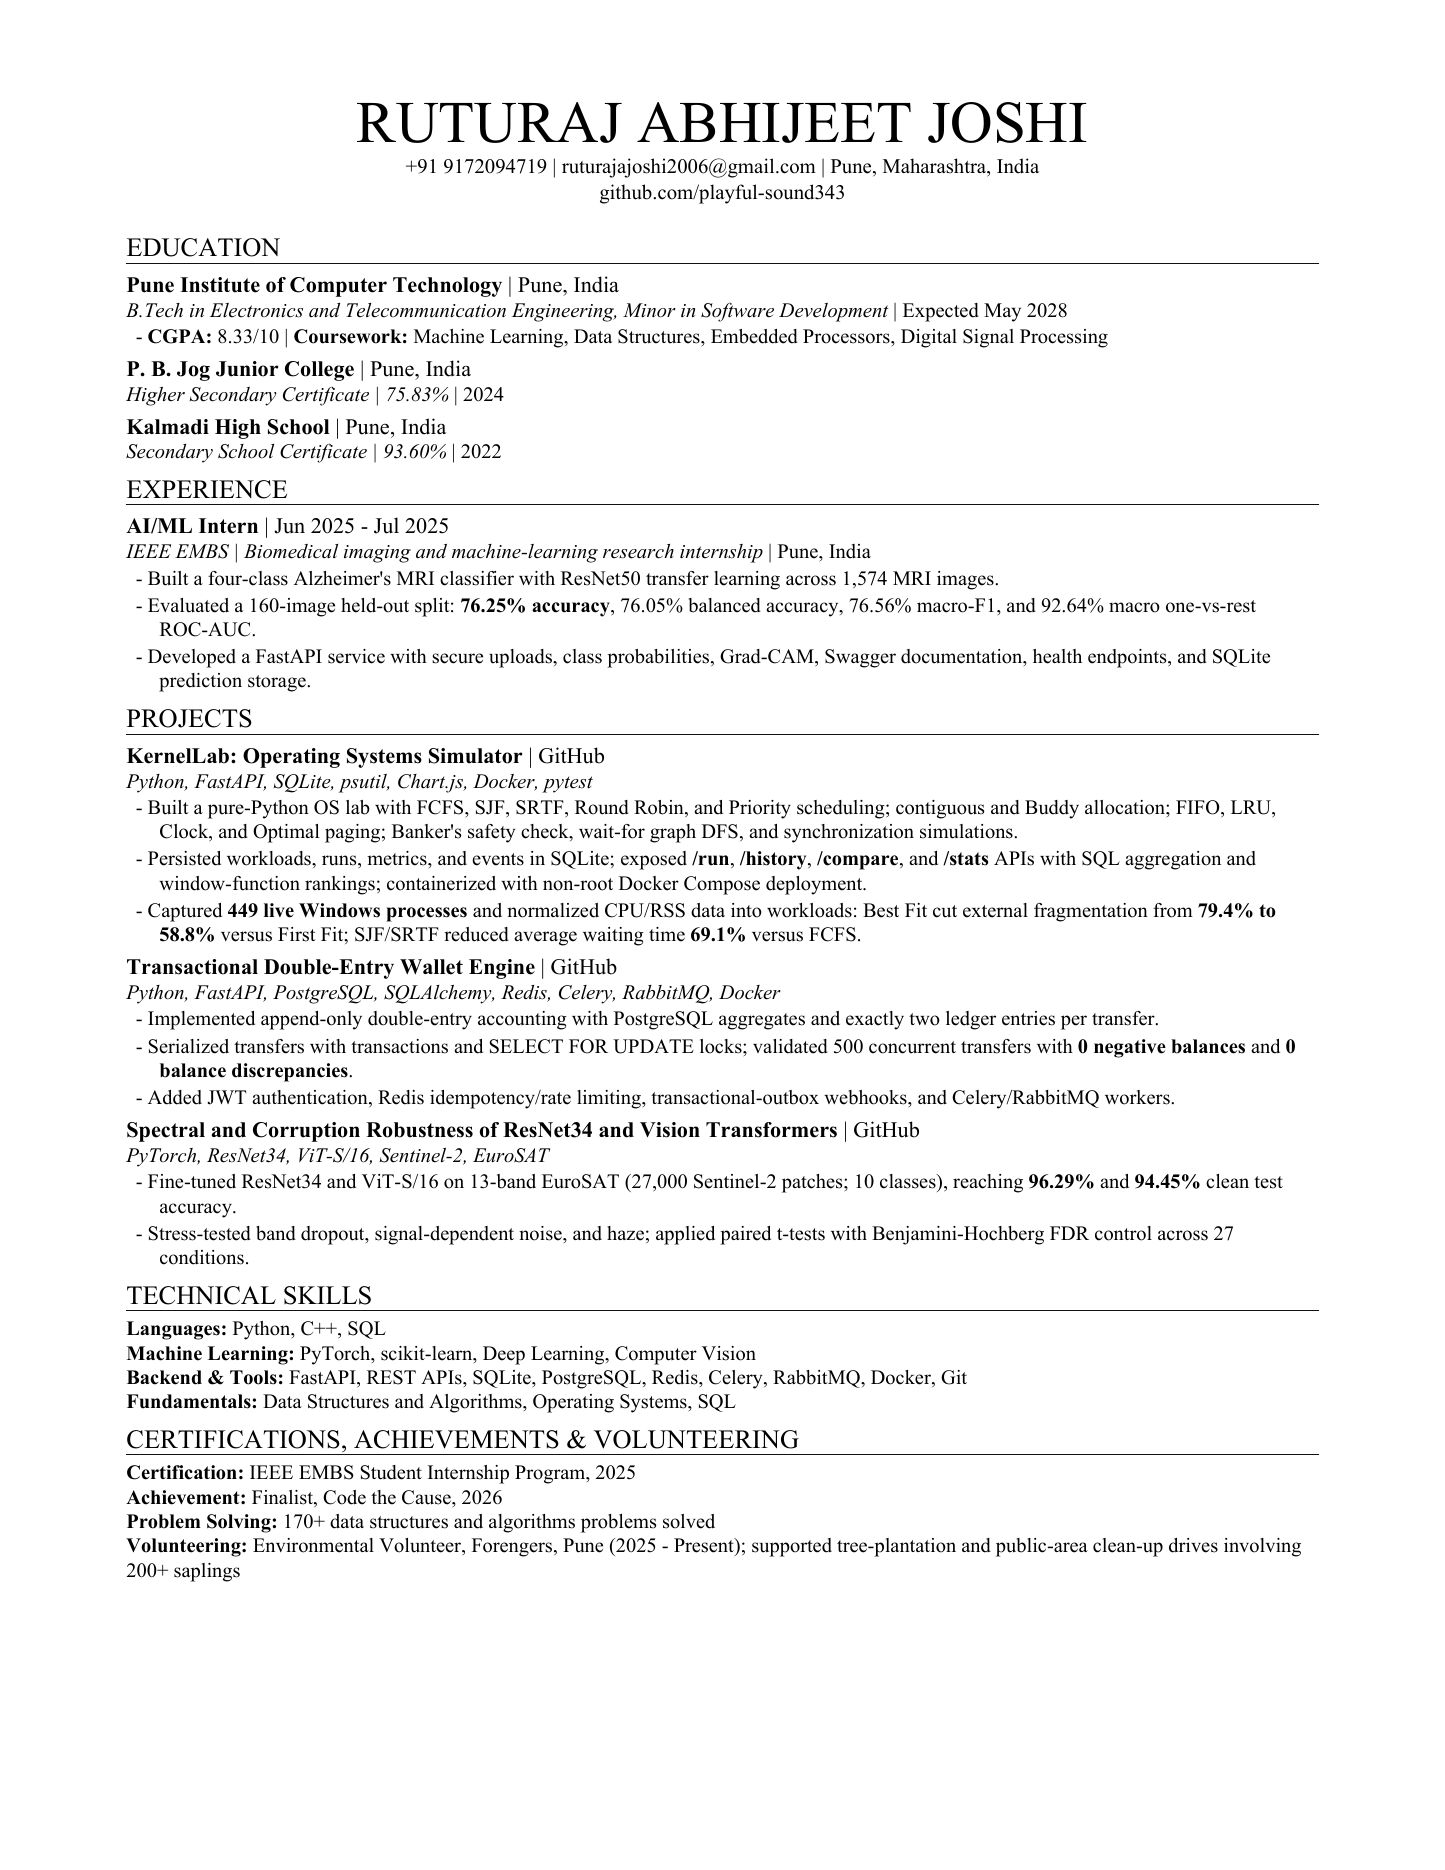 RUTURAJ ABHIJEET JOSHI
+91 9172094719 | ruturajajoshi2006@gmail.com | Pune, Maharashtra, India
github.com/playful-sound343
EDUCATION
Pune Institute of Computer Technology | Pune, India
B.Tech in Electronics and Telecommunication Engineering, Minor in Software Development | Expected May 2028
- CGPA: 8.33/10 | Coursework: Machine Learning, Data Structures, Embedded Processors, Digital Signal Processing
P. B. Jog Junior College | Pune, India
Higher Secondary Certificate | 75.83% | 2024
Kalmadi High School | Pune, India
Secondary School Certificate | 93.60% | 2022
EXPERIENCE
AI/ML Intern | Jun 2025 - Jul 2025
IEEE EMBS | Biomedical imaging and machine-learning research internship | Pune, India
- Built a four-class Alzheimer's MRI classifier with ResNet50 transfer learning across 1,574 MRI images.
- Evaluated a 160-image held-out split: 76.25% accuracy, 76.05% balanced accuracy, 76.56% macro-F1, and 92.64% macro one-vs-rest
ROC-AUC.
- Developed a FastAPI service with secure uploads, class probabilities, Grad-CAM, Swagger documentation, health endpoints, and SQLite
prediction storage.
PROJECTS
KernelLab: Operating Systems Simulator | GitHub
Python, FastAPI, SQLite, psutil, Chart.js, Docker, pytest
- Built a pure-Python OS lab with FCFS, SJF, SRTF, Round Robin, and Priority scheduling; contiguous and Buddy allocation; FIFO, LRU,
Clock, and Optimal paging; Banker's safety check, wait-for graph DFS, and synchronization simulations.
- Persisted workloads, runs, metrics, and events in SQLite; exposed /run, /history, /compare, and /stats APIs with SQL aggregation and
window-function rankings; containerized with non-root Docker Compose deployment.
- Captured 449 live Windows processes and normalized CPU/RSS data into workloads: Best Fit cut external fragmentation from 79.4% to
58.8% versus First Fit; SJF/SRTF reduced average waiting time 69.1% versus FCFS.
Transactional Double-Entry Wallet Engine | GitHub
Python, FastAPI, PostgreSQL, SQLAlchemy, Redis, Celery, RabbitMQ, Docker
- Implemented append-only double-entry accounting with PostgreSQL aggregates and exactly two ledger entries per transfer.
- Serialized transfers with transactions and SELECT FOR UPDATE locks; validated 500 concurrent transfers with 0 negative balances and 0
balance discrepancies.
- Added JWT authentication, Redis idempotency/rate limiting, transactional-outbox webhooks, and Celery/RabbitMQ workers.
Spectral and Corruption Robustness of ResNet34 and Vision Transformers | GitHub
PyTorch, ResNet34, ViT-S/16, Sentinel-2, EuroSAT
- Fine-tuned ResNet34 and ViT-S/16 on 13-band EuroSAT (27,000 Sentinel-2 patches; 10 classes), reaching 96.29% and 94.45% clean test
accuracy.
- Stress-tested band dropout, signal-dependent noise, and haze; applied paired t-tests with Benjamini-Hochberg FDR control across 27
conditions.
TECHNICAL SKILLS
Languages: Python, C++, SQL
Machine Learning: PyTorch, scikit-learn, Deep Learning, Computer Vision
Backend & Tools: FastAPI, REST APIs, SQLite, PostgreSQL, Redis, Celery, RabbitMQ, Docker, Git
Fundamentals: Data Structures and Algorithms, Operating Systems, SQL
CERTIFICATIONS, ACHIEVEMENTS & VOLUNTEERING
Certification: IEEE EMBS Student Internship Program, 2025
Achievement: Finalist, Code the Cause, 2026
Problem Solving: 170+ data structures and algorithms problems solved
Volunteering: Environmental Volunteer, Forengers, Pune (2025 - Present); supported tree-plantation and public-area clean-up drives involving
200+ saplings